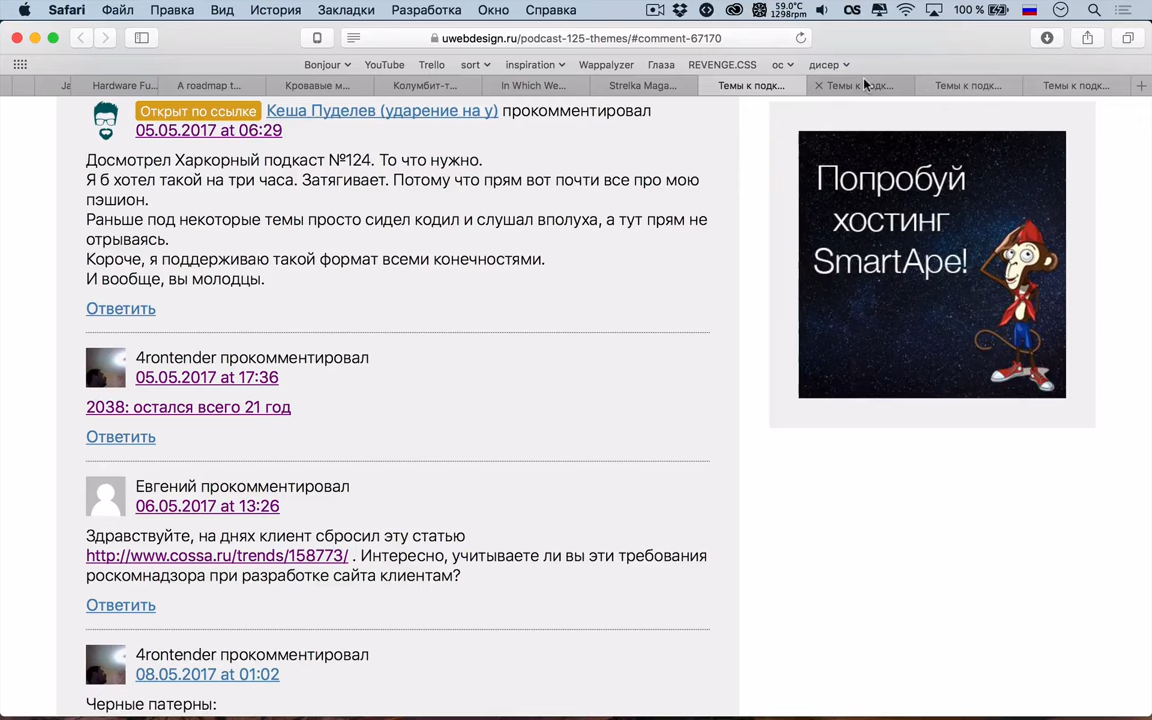 Safari Файл Правка Вид История Закладки Разработка Окно Справка 59.0°C 1298rpm 100 %
uwebdesign.ru/podcast-125-themes/#comment-67170
Bonjour YouTube Trello sort inspiration Wappalyzer Глаза REVENGE.CSS ос дисер
Ja Hardware Fu... A roadmap t... Кровавые м... Колумбит-т... In Which We... Strelka Maga... Темы к подк... Темы к подк... Темы к подк... Темы к подк...
Открыт по ссылке Кеша Пуделев (ударение на у) прокомментировал
05.05.2017 at 06:29
Досмотрел Харкорный подкаст №124. То что нужно.
Я б хотел такой на три часа. Затягивает. Потому что прям вот почти все про мою
пэшион.
Раньше под некоторые темы просто сидел кодил и слушал вполуха, а тут прям не
отрываясь.
Короче, я поддерживаю такой формат всеми конечностями.
И вообще, вы молодцы.
Ответить
4rontender прокомментировал
05.05.2017 at 17:36
2038: остался всего 21 год
Ответить
Евгений прокомментировал
06.05.2017 at 13:26
Здравствуйте, на днях клиент сбросил эту статью
http://www.cossa.ru/trends/158773/ . Интересно, учитываете ли вы эти требования
роскомнадзора при разработке сайта клиентам?
Ответить
4rontender прокомментировал
08.05.2017 at 01:02
Черные патерны:
Попробуй
хостинг
SmartApe!